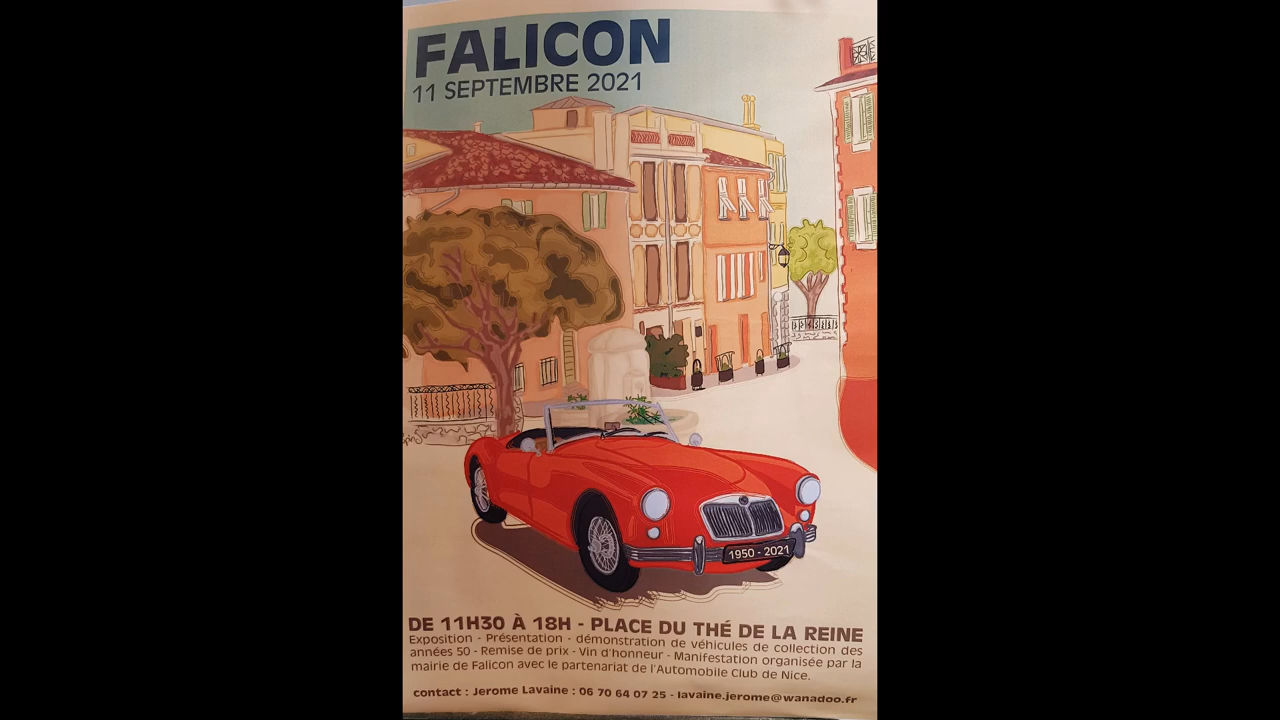 FALICON
11 SEPTEMBRE 2021
1950 - 2021
DE 11H30 À 18H - PLACE DU THÉ DE LA REINE
Exposition - Présentation - démonstration de véhicules de collection des
années 50 - Remise de prix - Vin d'honneur - Manifestation organisée par la
mairie de Falicon avec le partenariat de l'Automobile Club de Nice.
contact : Jerome Lavaine : 06 70 64 07 25 - lavaine.jerome@wanadoo.fr